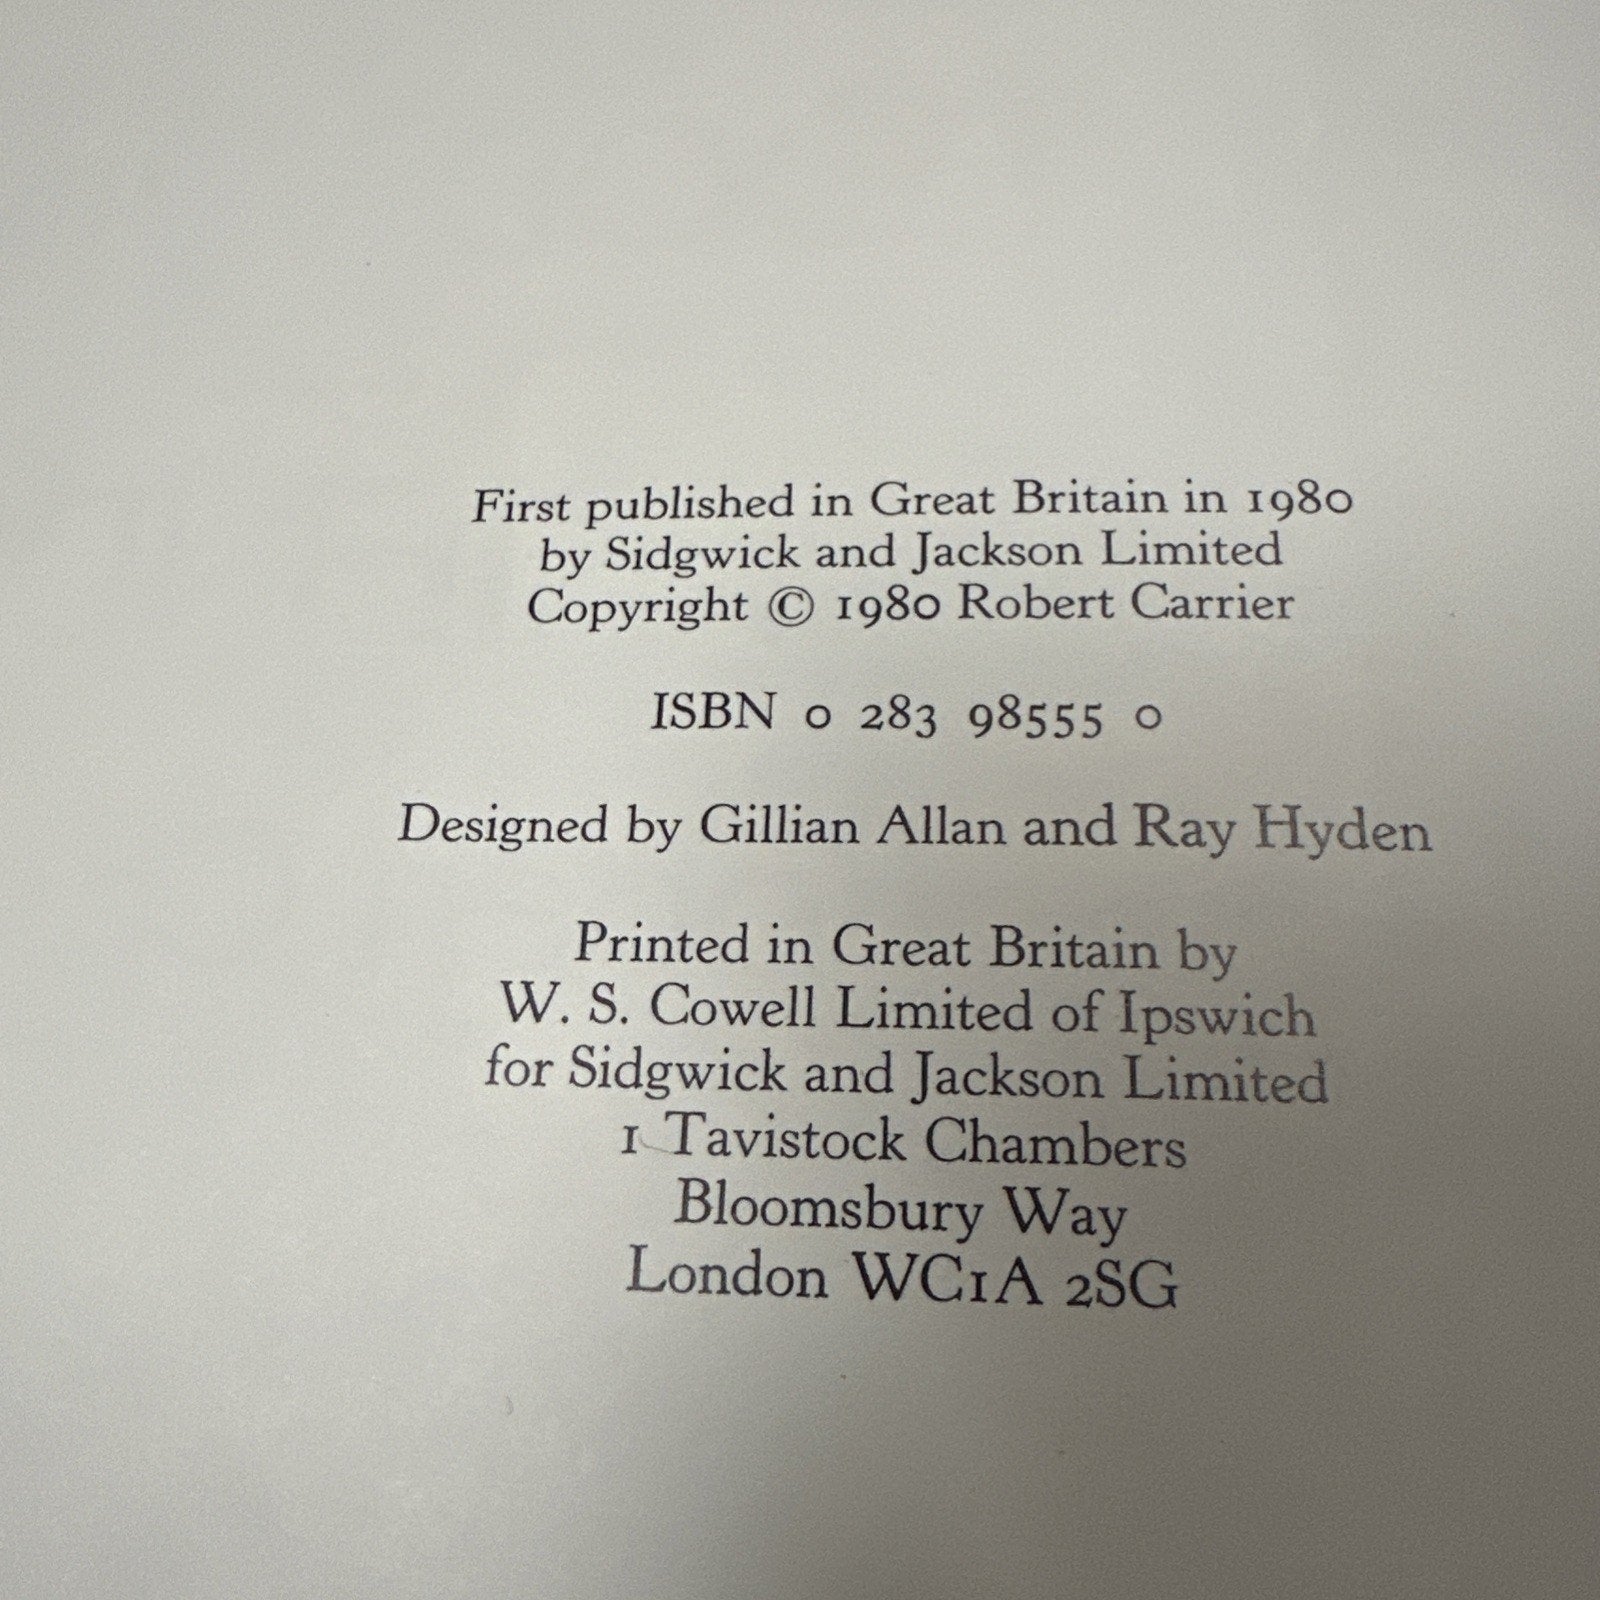 First published in Great Britain in 1980
by Sidgwick and Jackson Limited
Copyright © 1980 Robert Carrier
ISBN 0 283 98555 0
Designed by Gillian Allan and Ray Hyden
Printed in Great Britain by
W. S. Cowell Limited of Ipswich
for Sidgwick and Jackson Limited
1 Tavistock Chambers
Bloomsbury Way
London WC1A 2SG